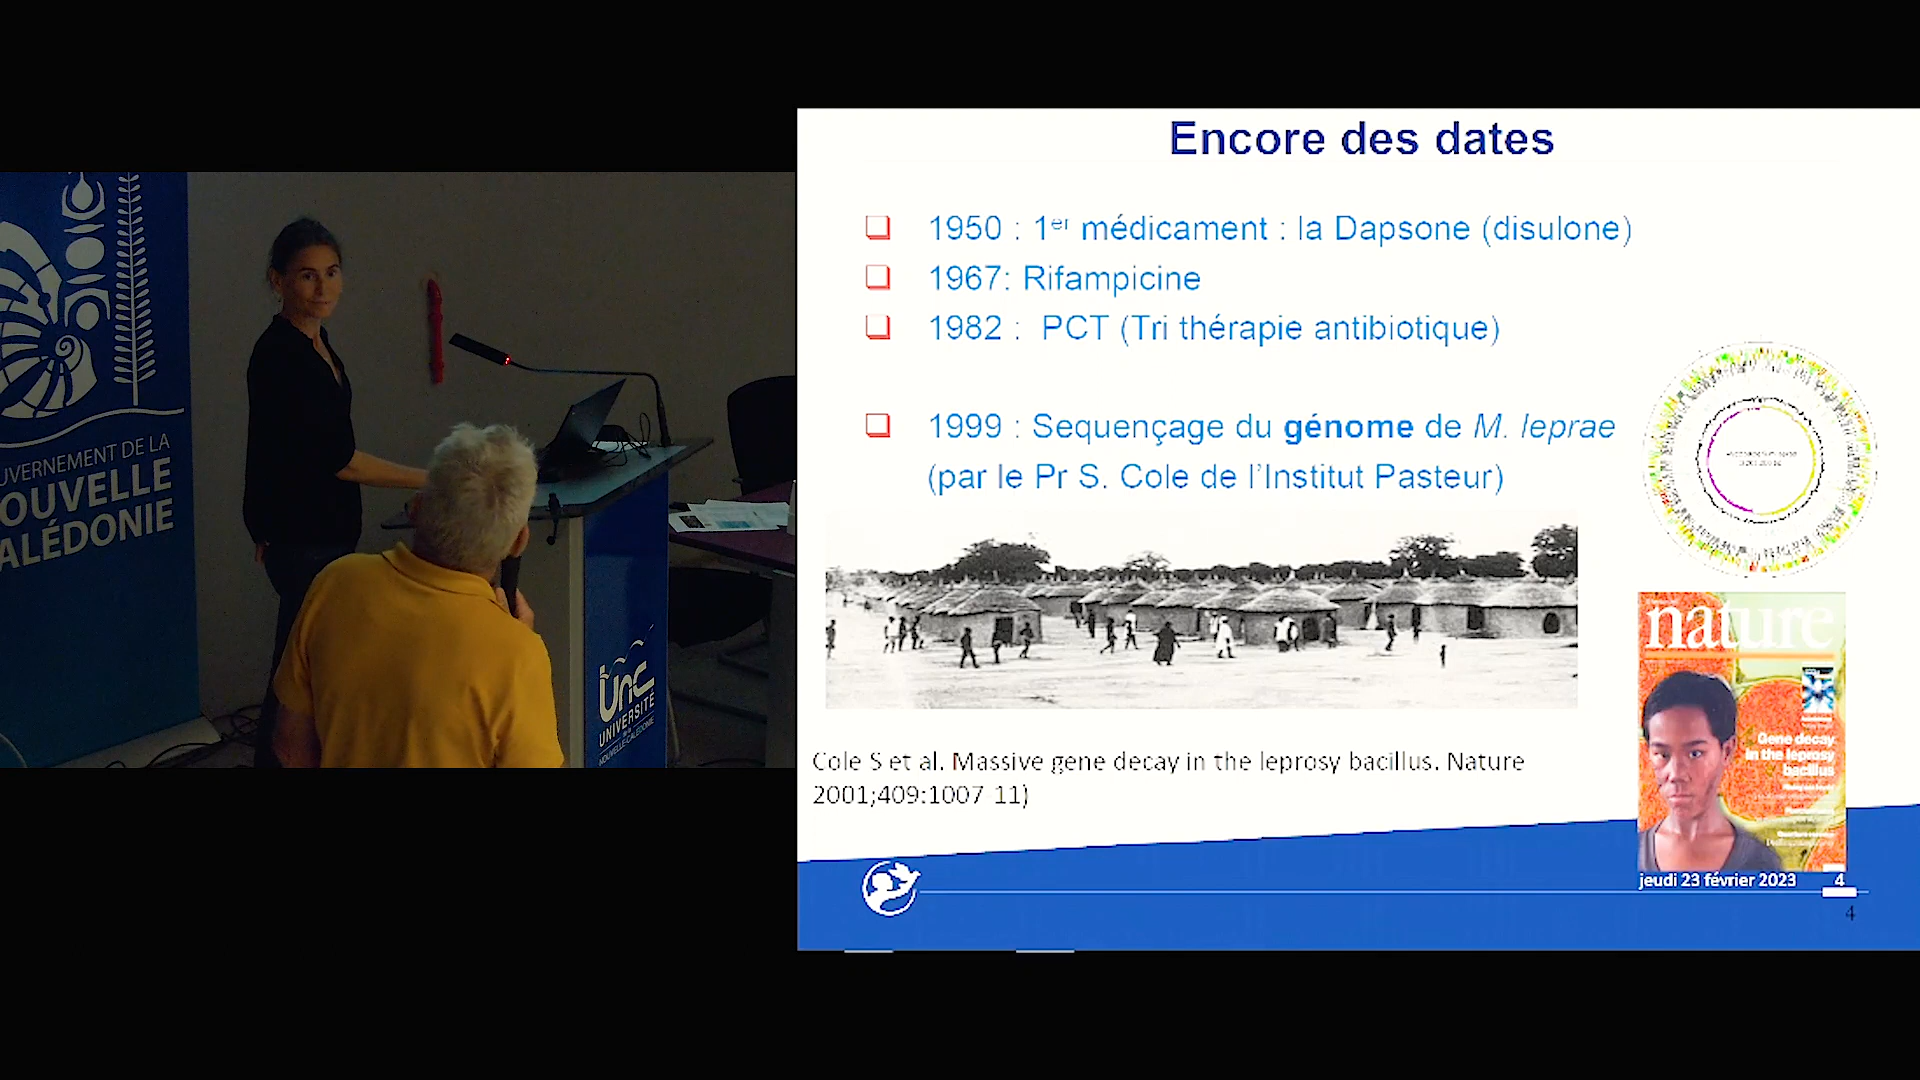 UVERNEMENT DE LA
OUVELLE
ALÉDONIE
unc
UNIVERSITÉ
NOUVELLE-CALÉDONIE
Encore des dates
1950 : 1er médicament : la Dapsone (disulone)
1967: Rifampicine
1982 : PCT (Tri thérapie antibiotique)
1999 : Sequençage du génome de M. leprae
(par le Pr S. Cole de l'Institut Pasteur)
nature
Gene decay
in the leprosy
bacillus
Cole S et al. Massive gene decay in the leprosy bacillus. Nature
2001;409:1007 11)
jeudi 23 février 2023 4
4